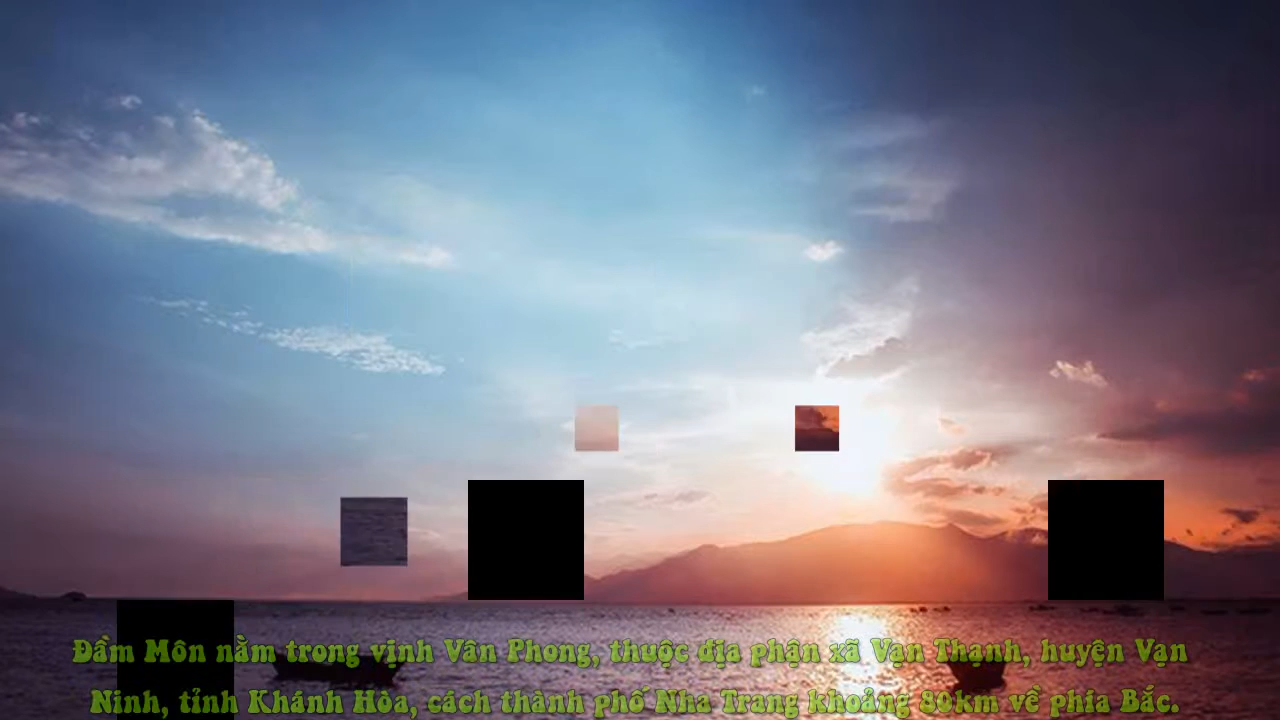 Đầm Môn nằm trong vịnh Vân Phong, thuộc địa phận xã Vạn Thạnh, huyện Vạn
Ninh, tỉnh Khánh Hòa, cách thành phố Nha Trang khoảng 80km về phía Bắc.